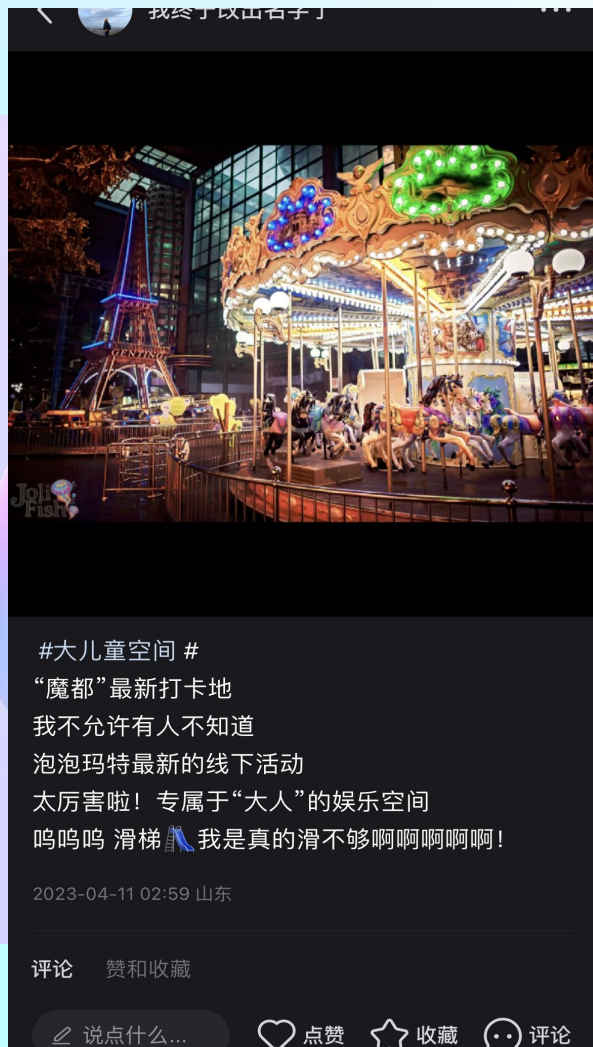 我终于改出名字了
GENTING
Joli
Fish
#大儿童空间 #
“魔都”最新打卡地
我不允许有人不知道
泡泡玛特最新的线下活动
太厉害啦！专属于“大人”的娱乐空间
呜呜呜 滑梯🛝我是真的滑不够啊啊啊啊啊！
2023-04-11 02:59 山东
评论 赞和收藏
说点什么... 点赞 收藏 评论